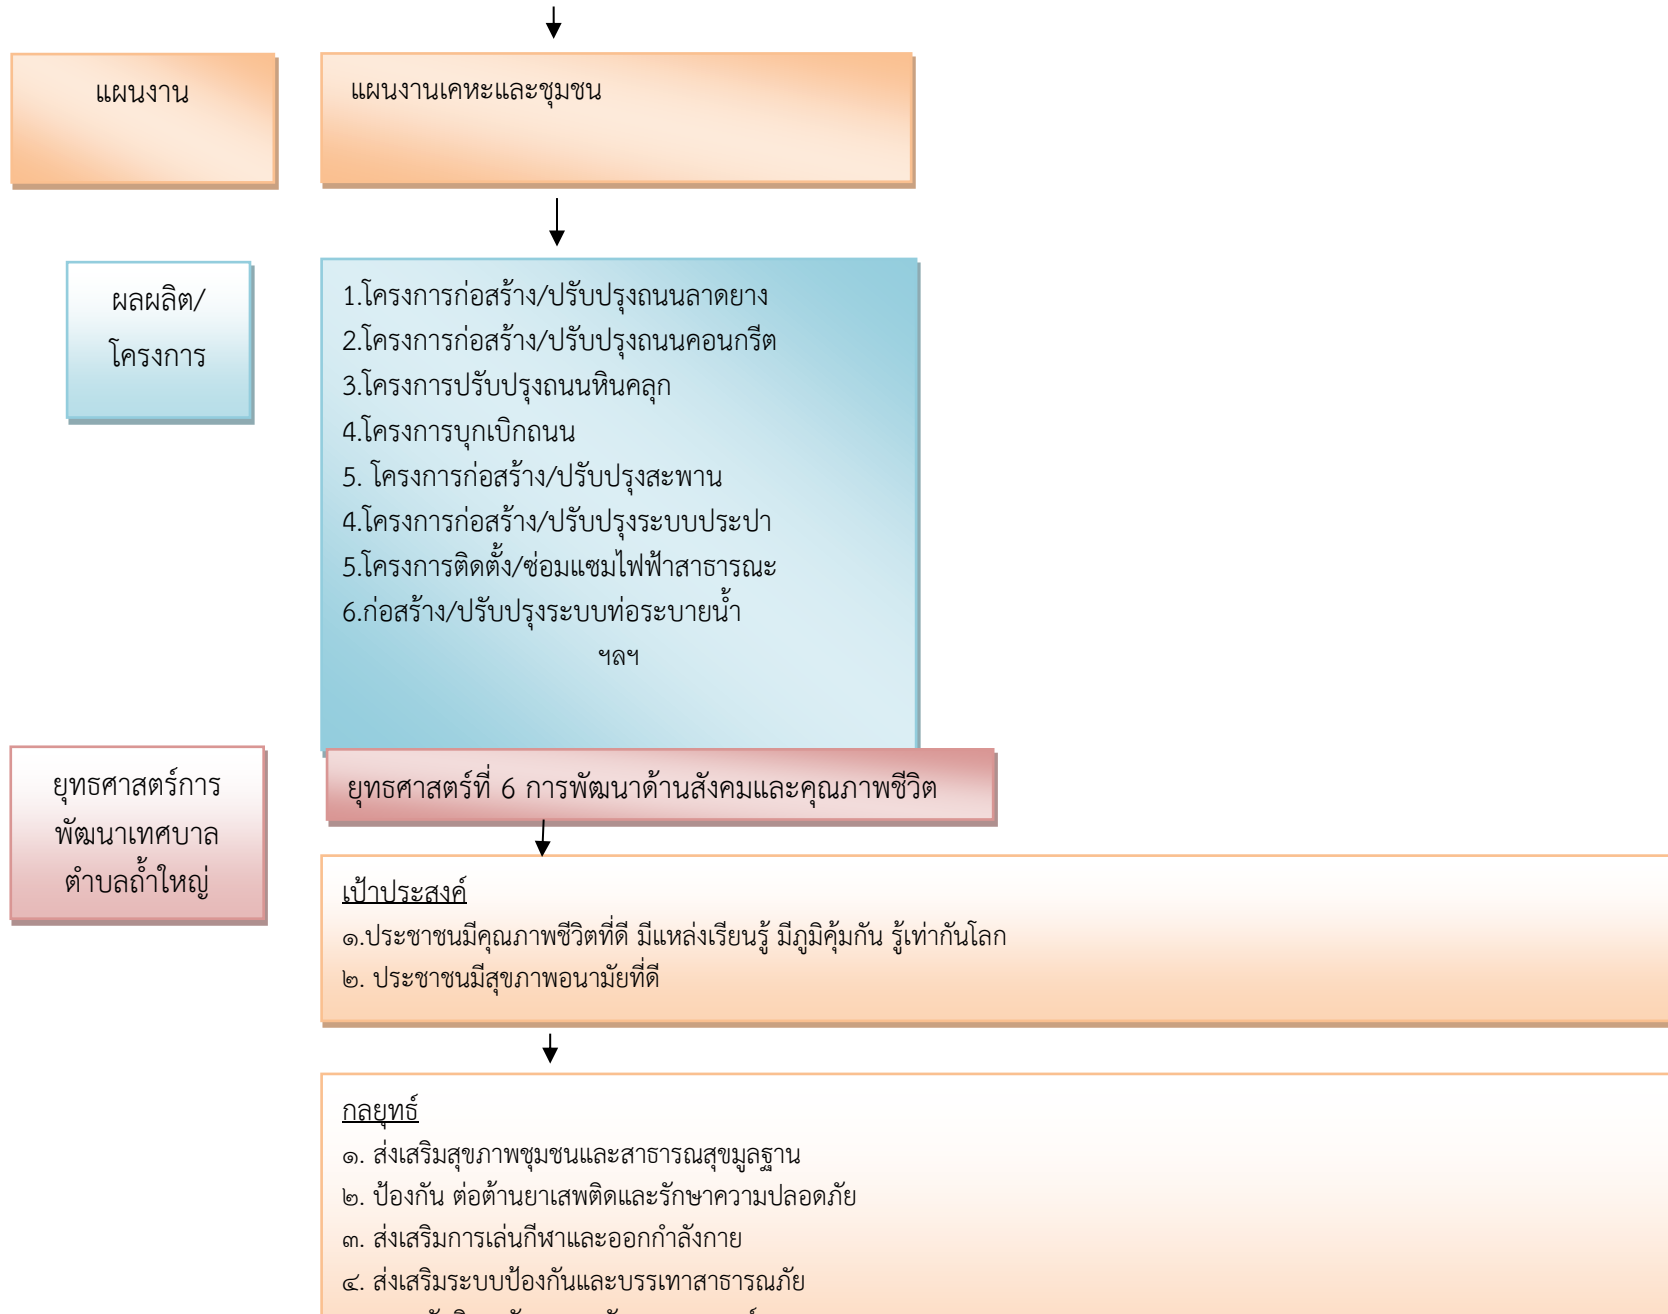 แผนงาน
แผนงานเคหะและชุมชน
ผลผลิต/
โครงการ
1.โครงการก่อสร้าง/ปรับปรุงถนนลาดยาง
2.โครงการก่อสร้าง/ปรับปรุงถนนคอนกรีต
3.โครงการปรับปรุงถนนหินคลุก
4.โครงการบุกเบิกถนน
5. โครงการก่อสร้าง/ปรับปรุงสะพาน
4.โครงการก่อสร้าง/ปรับปรุงระบบประปา
5.โครงการติดตั้ง/ซ่อมแซมไฟฟ้าสาธารณะ
6.ก่อสร้าง/ปรับปรุงระบบท่อระบายน้ำ
ฯลฯ
ยุทธศาสตร์การ
พัฒนาเทศบาล
ตำบลถ้ำใหญ่
ยุทธศาสตร์ที่ 6 การพัฒนาด้านสังคมและคุณภาพชีวิต
เป้าประสงค์
๑.ประชาชนมีคุณภาพชีวิตที่ดี มีแหล่งเรียนรู้ มีภูมิคุ้มกัน รู้เท่ากันโลก
๒. ประชาชนมีสุขภาพอนามัยที่ดี
กลยุทธ์
๑. ส่งเสริมสุขภาพชุมชนและสาธารณสุขมูลฐาน
๒. ป้องกัน ต่อต้านยาเสพติดและรักษาความปลอดภัย
๓. ส่งเสริมการเล่นกีฬาและออกกำลังกาย
๔. ส่งเสริมระบบป้องกันและบรรเทาสาธารณภัย